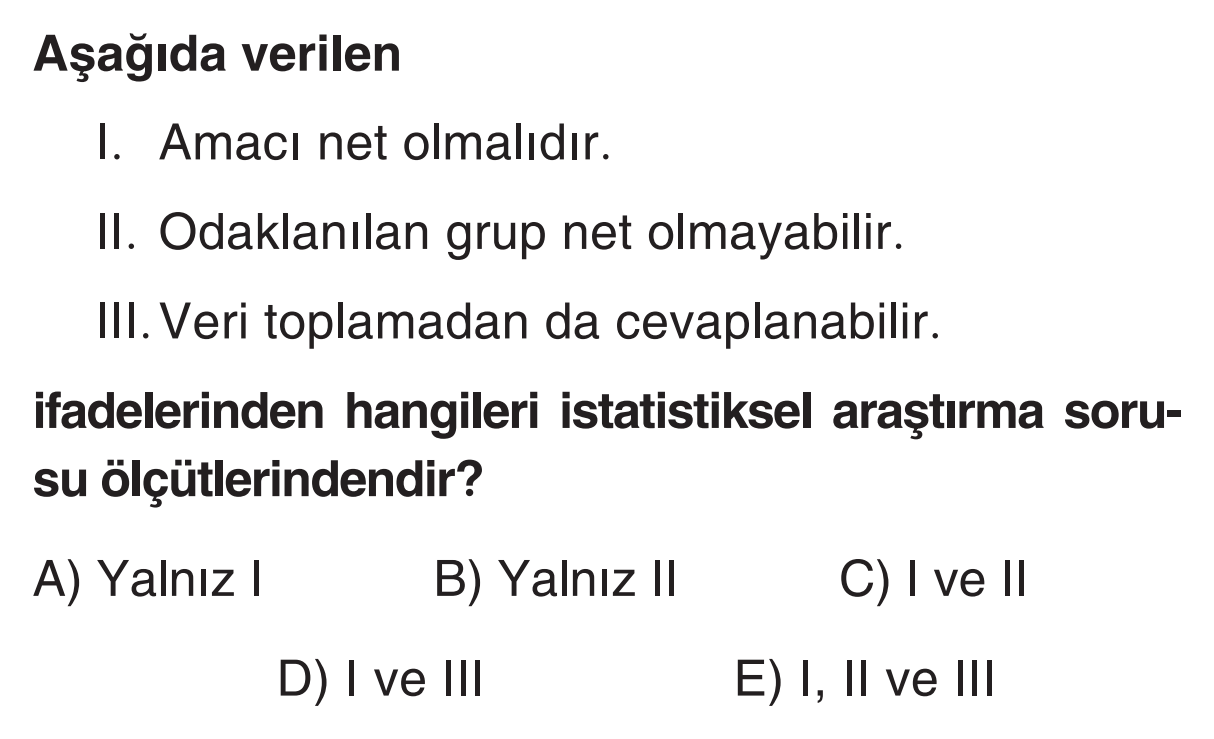 Aşağıda verilen
I. Amacı net olmalıdır.
II. Odaklanılan grup net olmayabilir.
III. Veri toplamadan da cevaplanabilir.
ifadelerinden hangileri istatistiksel araştırma soru-
su ölçütlerindendir?
A) Yalnız I B) Yalnız II C) I ve II
D) I ve III E) I, II ve III